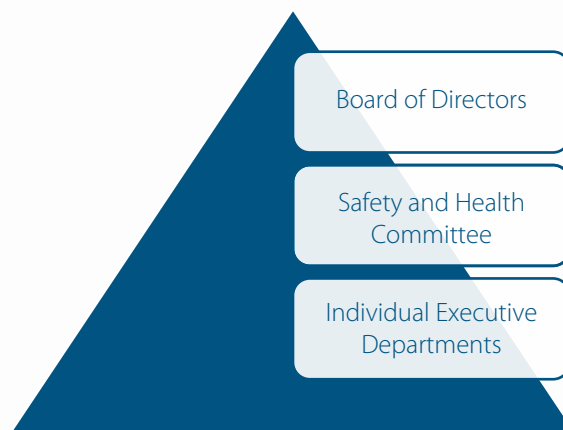 Board of Directors
Safety and Health
Committee
Individual Executive
Departments